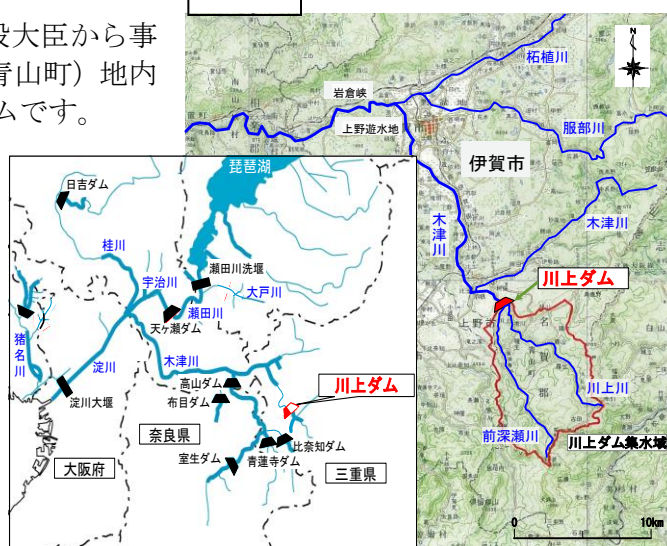 設大臣から事
青山町）地内
ムです。
柘植川
岩倉峡
上野遊水地
服部川
伊賀市
木津川
木津川
川上ダム
川上川
前深瀬川
川上ダム集水域
0
10km
琵琶湖
日吉ダム
桂川
宇治川
瀬田川洗堰
大戸川
瀬田川
天ヶ瀬ダム
猪名川
淀川
木津川
淀川大堰
高山ダム
布目ダム
川上ダム
奈良県
比奈知ダム
青蓮寺ダム
室生ダム
大阪府
三重県